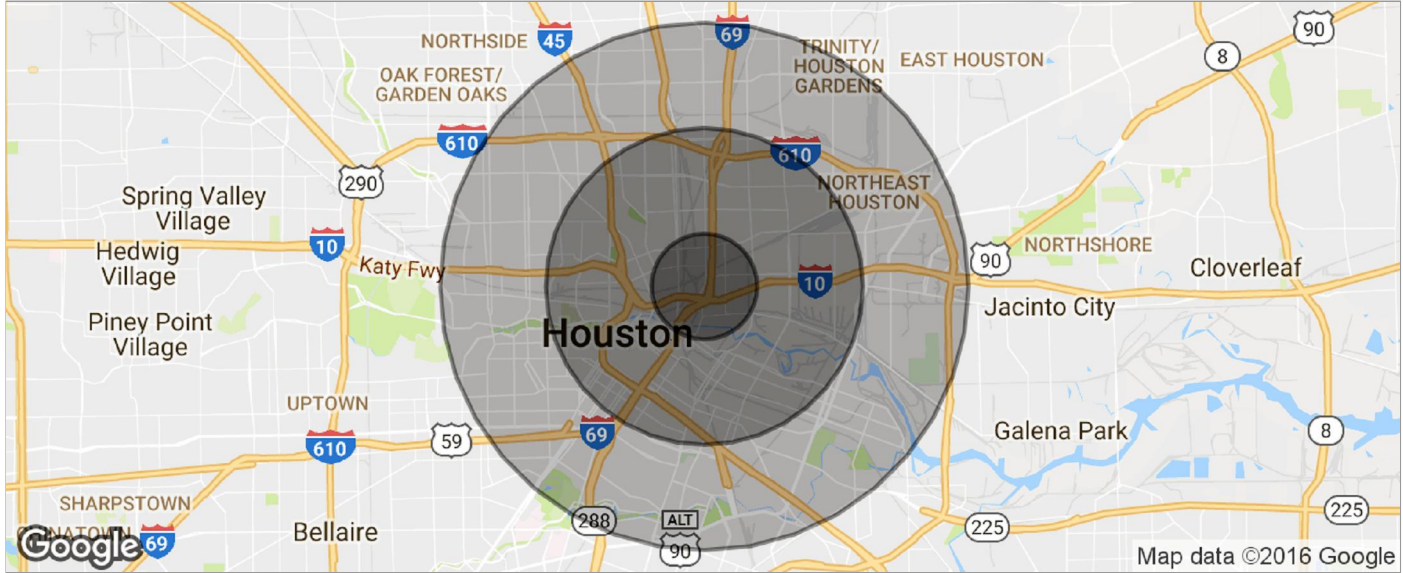 90
45
69
NORTHSIDE
TRINITY/
HOUSTON
GARDENS
EAST HOUSTON
8
OAK FOREST/
GARDEN OAKS
610
610
290
NORTHEAST
HOUSTON
Spring Valley
Village
10
Hedwig
Village
Katy Fwy
NORTHSHORE
90
10
Cloverleaf
Jacinto City
Piney Point
Village
Houston
UPTOWN
69
59
610
Galena Park
8
SHARPSTOWN
288
ALT
90
225
225
Bellaire
CHINATOWN
69
Google
Map data ©2016 Google